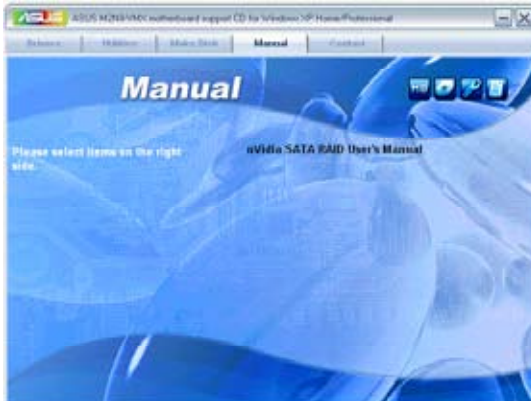 ASUS M2N8-VMX motherboard support CD for Windows XP Home/Professional
Drivers Utilities Make Disk Manual Contact
Manual
Please select items on the right
side.
nVidia SATA RAID User's Manual